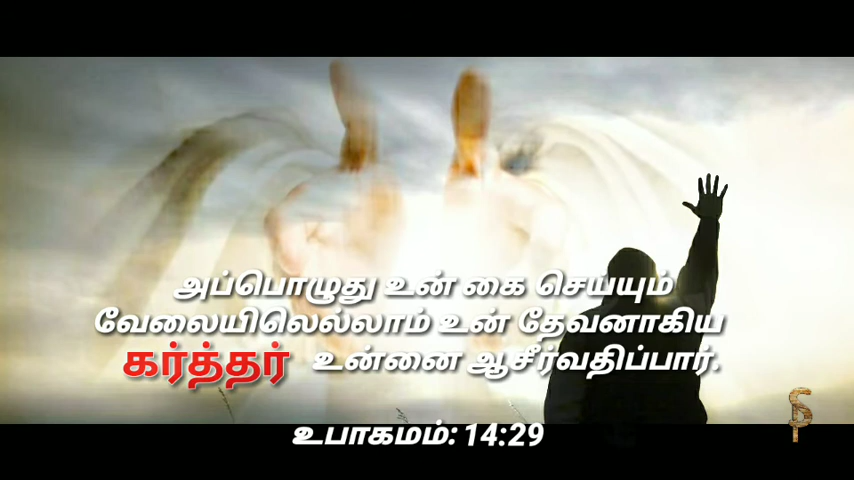 அப்பொழுது உன் கை செய்யும்
வேலையிலெல்லாம் உன் தேவனாகிய
கர்த்தர் உன்னை ஆசீர்வதிப்பார்.
உபாகமம்: 14:29